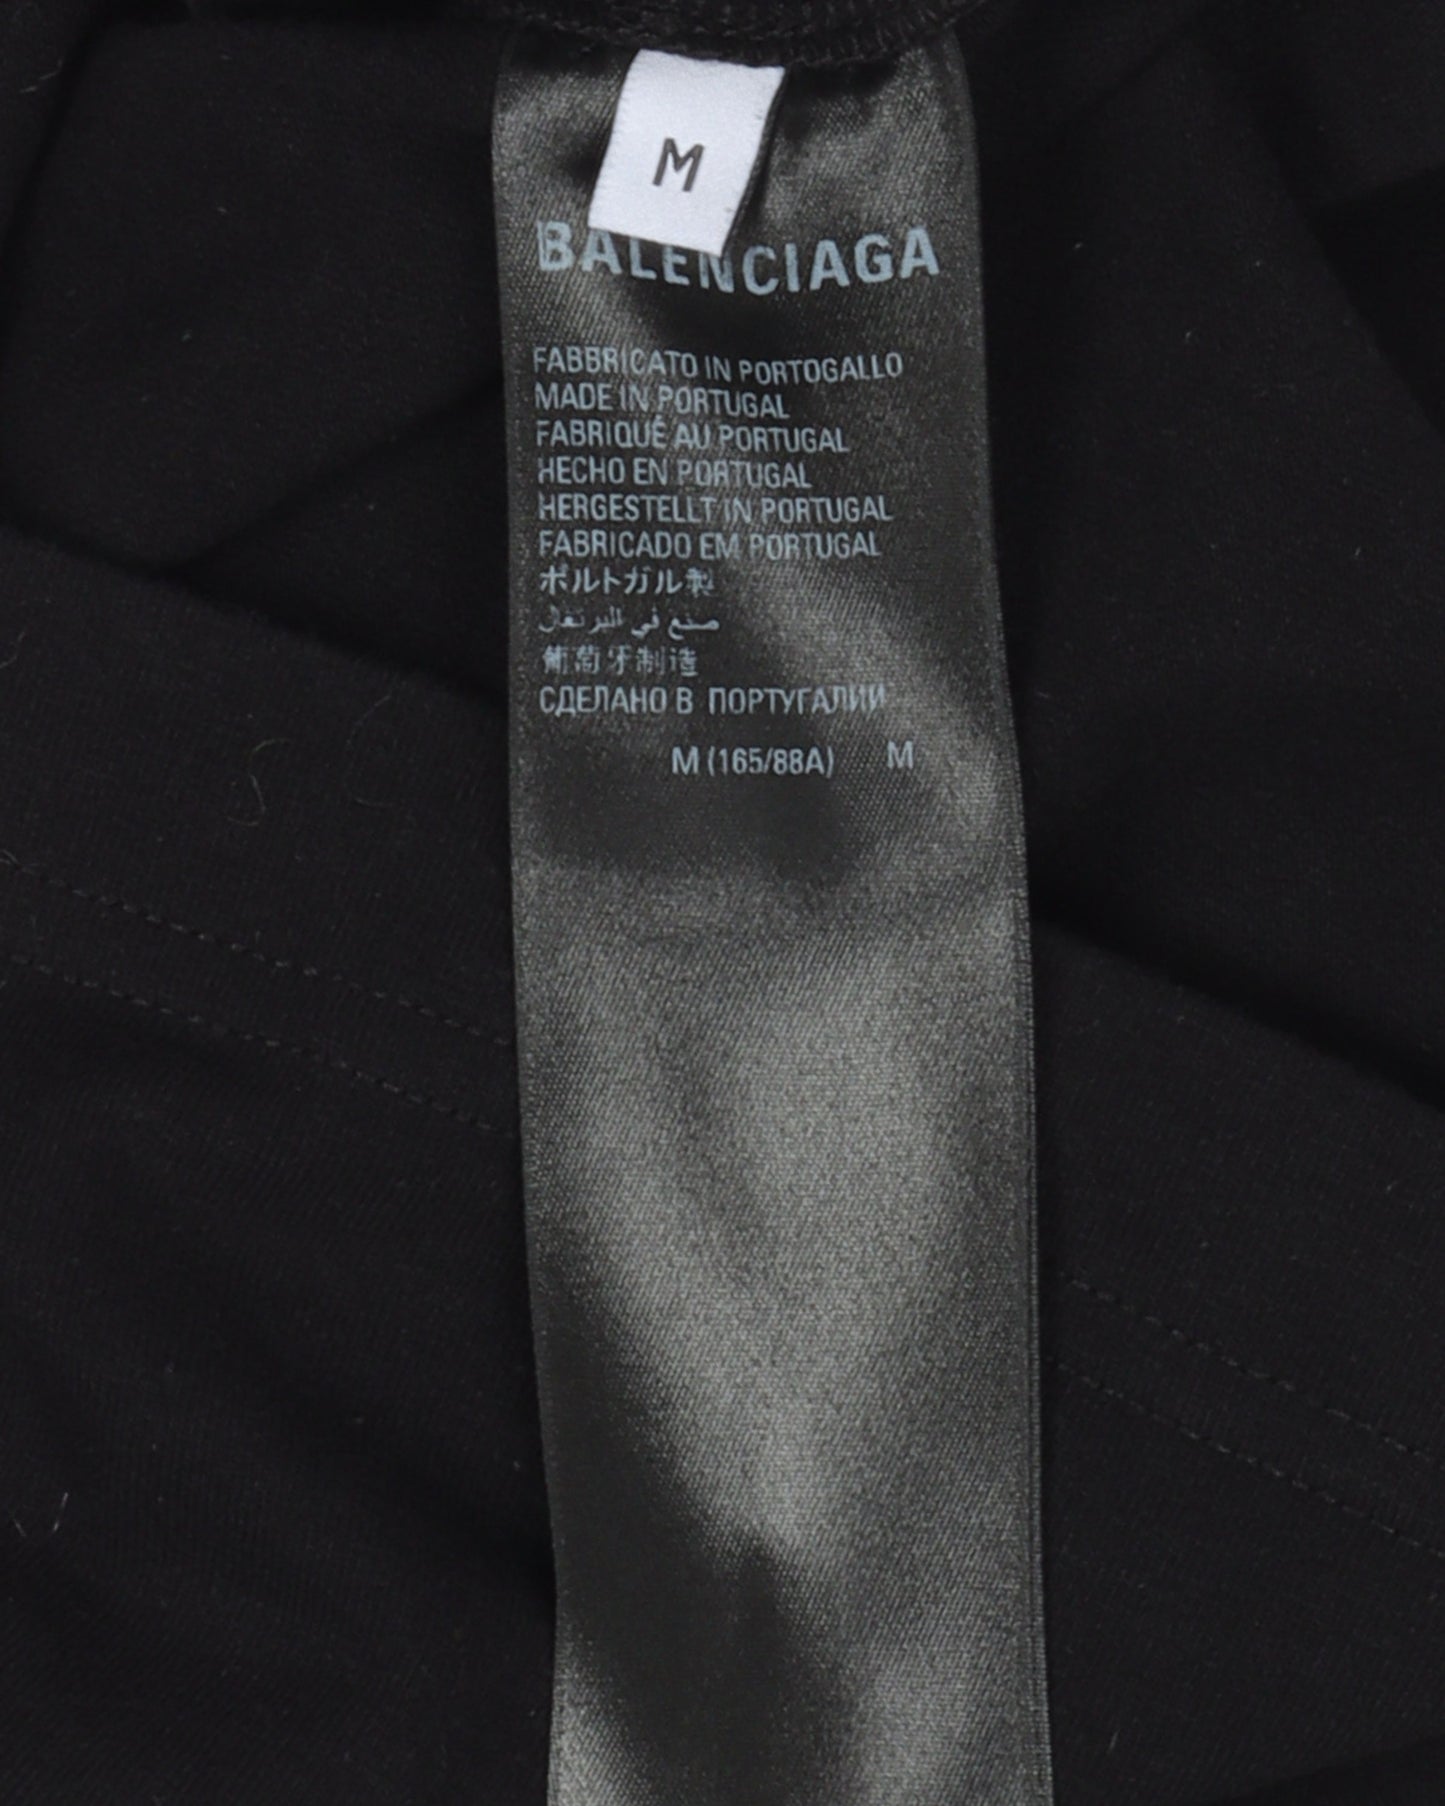 M
BALENCIAGA
FABBRICATO IN PORTOGALLO
MADE IN PORTUGAL
FABRIQUÉ AU PORTUGAL
HECHO EN PORTUGAL
HERGESTELLT IN PORTUGAL
FABRICADO EM PORTUGAL
ポルトガル製
صنع في البرتغال
葡萄牙制造
СДЕЛАНО В ПОРТУГАЛИИ
M (165/88A) M